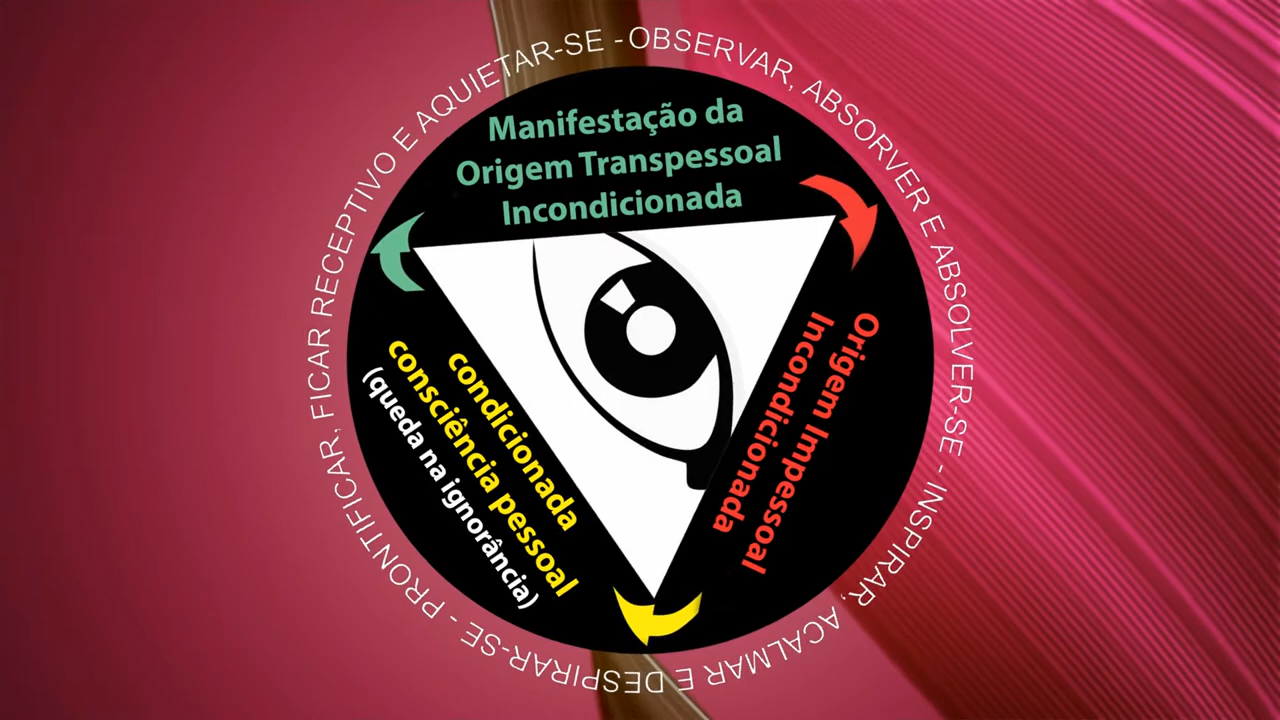 OBSERVAR, ABSORVER E ABSOLVER-SE - INSPIRAR, ACALMAR E DESPIRAR-SE - PRONTIFICAR, FICAR RECEPTIVO E AQUIETAR-SE -
Manifestação da
Origem Transpessoal
Incondicionada
Origem Impessoal
Incondicionada
condicionada
consciência pessoal
(queda na ignorância)